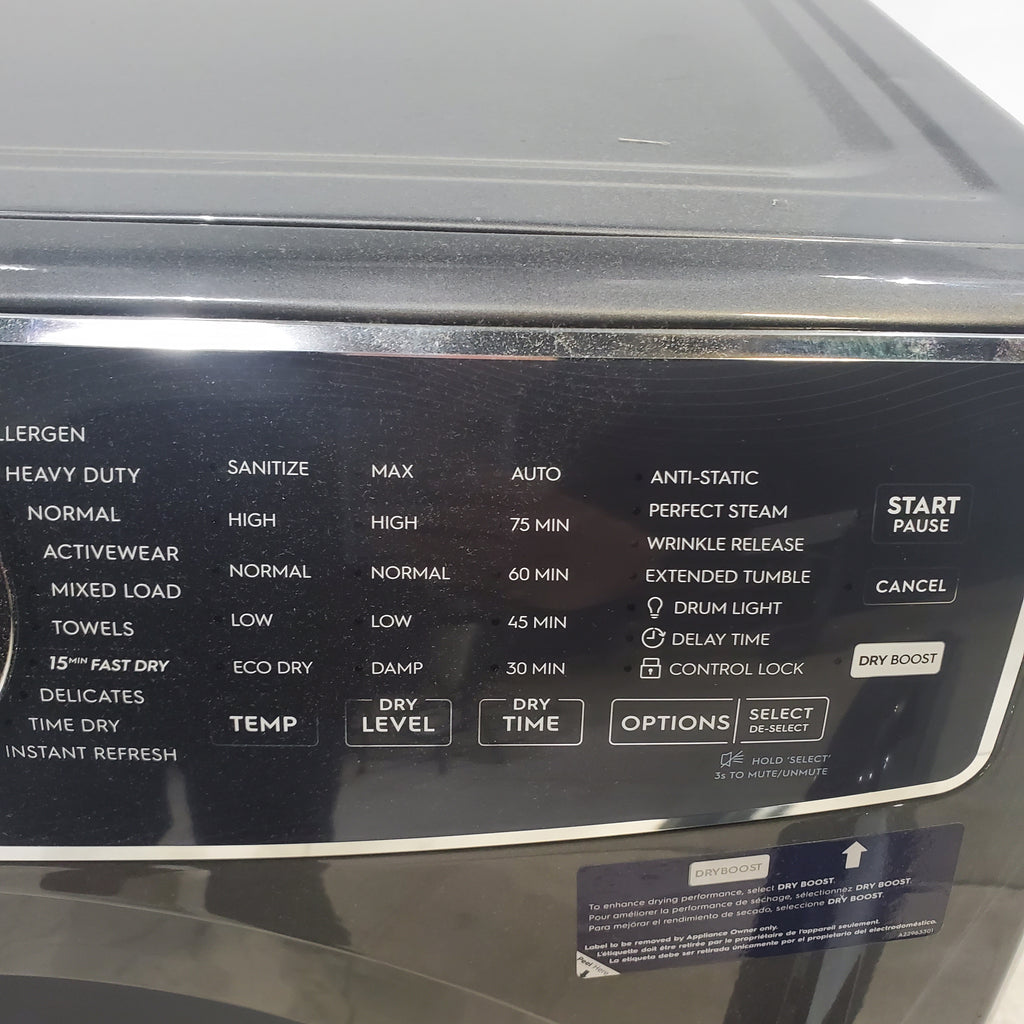 LLERGEN
HEAVY DUTY
NORMAL
ACTIVEWEAR
MIXED LOAD
TOWELS
15MIN FAST DRY
DELICATES
TIME DRY
INSTANT REFRESH
SANITIZE
HIGH
NORMAL
LOW
ECO DRY
TEMP
MAX
HIGH
NORMAL
LOW
DAMP
DRY
LEVEL
AUTO
75 MIN
60 MIN
45 MIN
30 MIN
DRY
TIME
ANTI-STATIC
PERFECT STEAM
WRINKLE RELEASE
EXTENDED TUMBLE
DRUM LIGHT
DELAY TIME
CONTROL LOCK
OPTIONS
SELECT
DE-SELECT
HOLD 'SELECT'
3s TO MUTE/UNMUTE
START
PAUSE
CANCEL
DRY BOOST
DRYBOOST
To enhance drying performance, select DRY BOOST.
Pour améliorer la performance de séchage, sélectionnez DRY BOOST.
Para mejorar el rendimiento de secado, seleccione DRY BOOST.
Label to be removed by Appliance Owner only.
L'étiquette doit être retirée par le propriétaire de l'appareil seulement.
La etiqueta debe ser retirada únicamente por el propietario del electrodoméstico.
A22963301
Peel Here